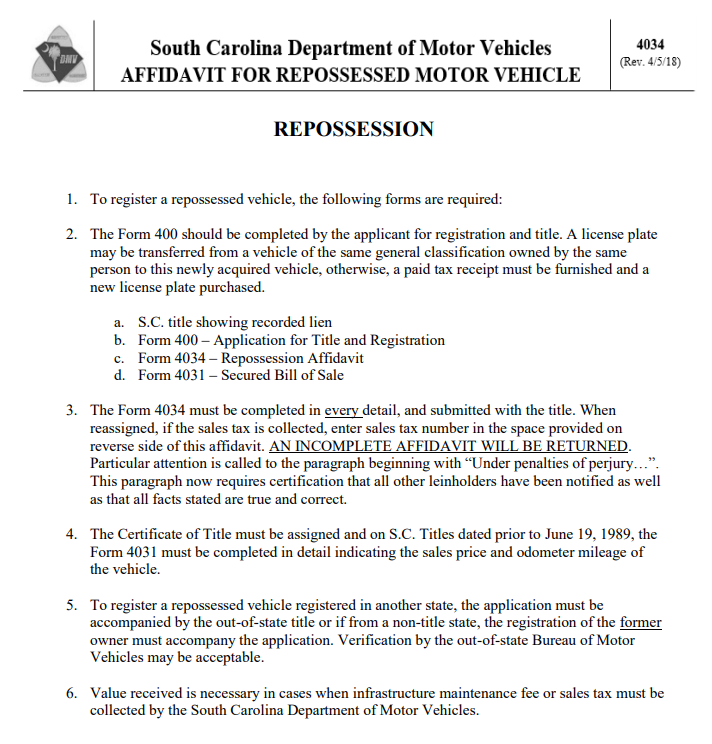 DMV
South Carolina Department of Motor Vehicles
AFFIDAVIT FOR REPOSSESSED MOTOR VEHICLE
4034
(Rev. 4/5/18)
REPOSSESSION
1. To register a repossessed vehicle, the following forms are required:
2. The Form 400 should be completed by the applicant for registration and title. A license plate
may be transferred from a vehicle of the same general classification owned by the same
person to this newly acquired vehicle, otherwise, a paid tax receipt must be furnished and a
new license plate purchased.
a. S.C. title showing recorded lien
b. Form 400 – Application for Title and Registration
c. Form 4034 – Repossession Affidavit
d. Form 4031 – Secured Bill of Sale
3. The Form 4034 must be completed in every detail, and submitted with the title. When
reassigned, if the sales tax is collected, enter sales tax number in the space provided on
reverse side of this affidavit. AN INCOMPLETE AFFIDAVIT WILL BE RETURNED.
Particular attention is called to the paragraph beginning with “Under penalties of perjury…”.
This paragraph now requires certification that all other leinholders have been notified as well
as that all facts stated are true and correct.
4. The Certificate of Title must be assigned and on S.C. Titles dated prior to June 19, 1989, the
Form 4031 must be completed in detail indicating the sales price and odometer mileage of
the vehicle.
5. To register a repossessed vehicle registered in another state, the application must be
accompanied by the out-of-state title or if from a non-title state, the registration of the former
owner must accompany the application. Verification by the out-of-state Bureau of Motor
Vehicles may be acceptable.
6. Value received is necessary in cases when infrastructure maintenance fee or sales tax must be
collected by the South Carolina Department of Motor Vehicles.